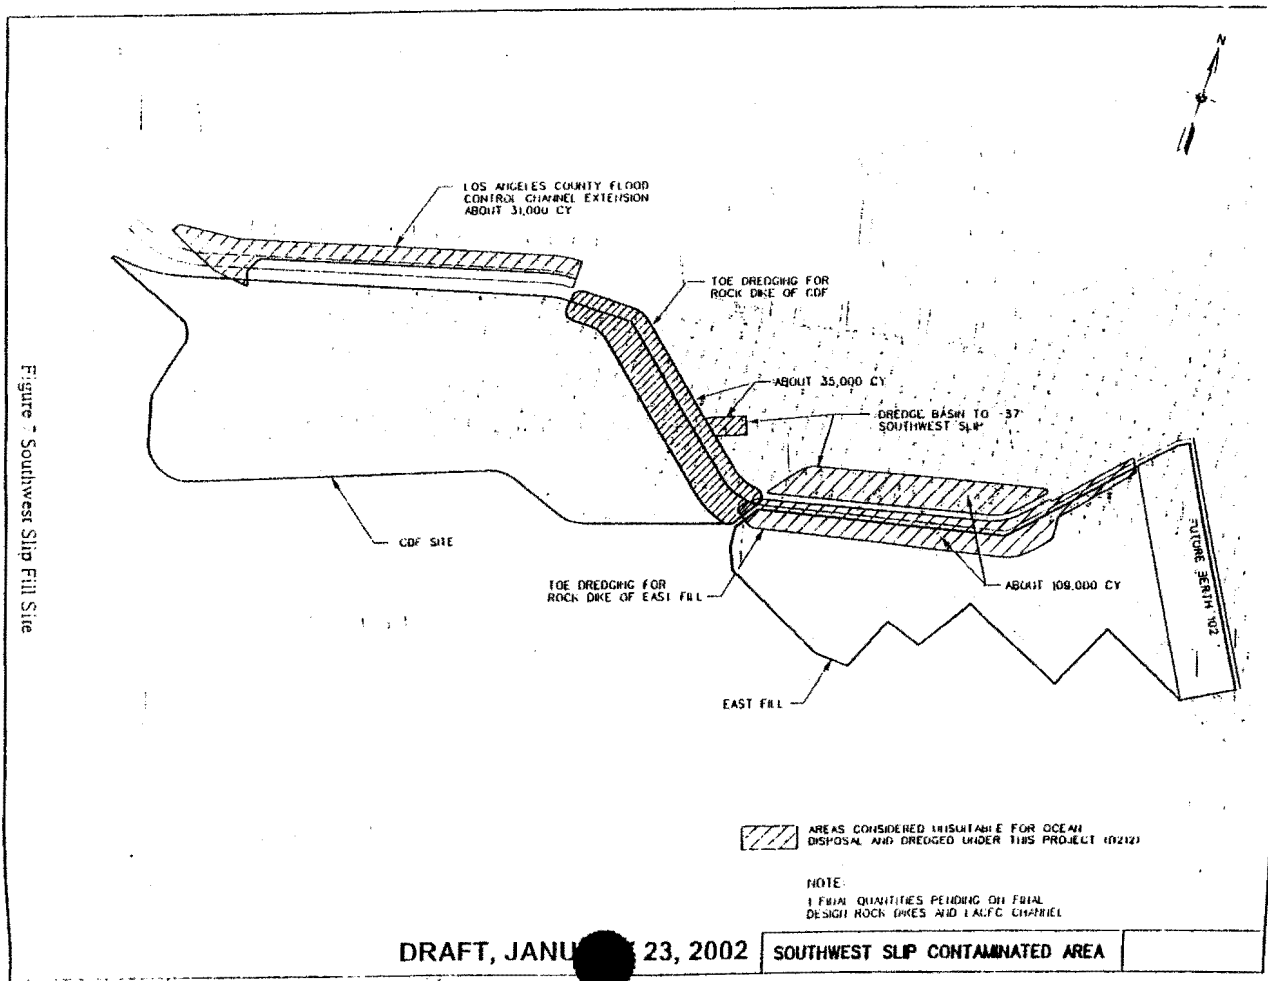 N
LOS ANGELES COUNTY FLOOD
CONTROL CHANNEL EXTENSION
ABOUT 31,000 CY
TOE DREDGING FOR
ROCK DIKE OF CDF
ABOUT 35,000 CY
DREDGE BASIN TO -37'
SOUTHWEST SLIP
CDF SITE
TOE DREDGING FOR
ROCK DIKE OF EAST FILL
ABOUT 109,000 CY
FUTURE BERTH 102
EAST FILL
Figure Southwest Slip Fill Site
AREAS CONSIDERED UNSUITABLE FOR OCEAN
DISPOSAL AND DREDGED UNDER THIS PROJECT
NOTE:
1 FINAL QUANTITIES PENDING ON FINAL
DESIGN ROCK DIKES AND LACFC CHANNEL
DRAFT, 23, 2002
SOUTHWEST SLIP CONTAMINATED AREA